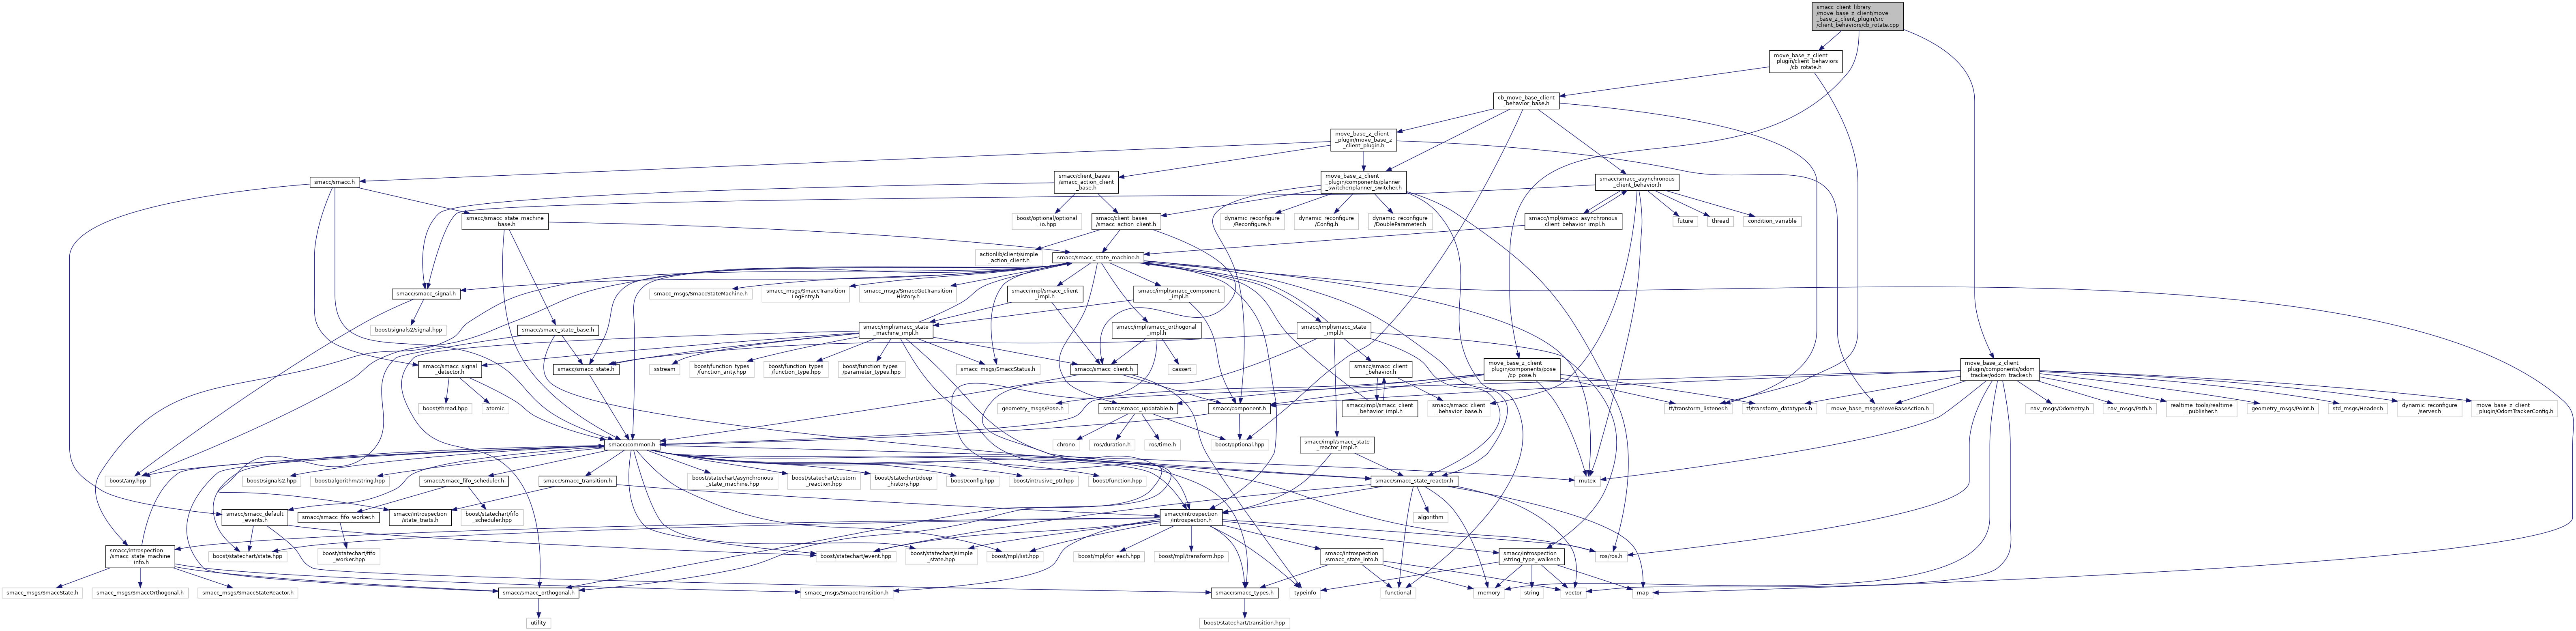 smacc_client_library
/move_base_z_client/move
_base_z_client_plugin/src
/client_behaviors/cb_rotate.cpp
move_base_z_client
_plugin/client_behaviors
/cb_rotate.h
cb_move_base_client
_behavior_base.h
move_base_z_client
_plugin/move_base_z
_client_plugin.h
smacc/smacc.h
smacc/client_bases
/smacc_action_client
_base.h
move_base_z_client
_plugin/components/planner
_switcher/planner_switcher.h
smacc/smacc_asynchronous
_client_behavior.h
smacc/smacc_state_machine
_base.h
boost/optional/optional
_io.hpp
smacc/client_bases
/smacc_action_client.h
dynamic_reconfigure
/Reconfigure.h
dynamic_reconfigure
/Config.h
dynamic_reconfigure
/DoubleParameter.h
smacc/impl/smacc_asynchronous
_client_behavior_impl.h
future
thread
condition_variable
actionlib/client/simple
_action_client.h
smacc/smacc_state_machine.h
smacc/smacc_signal.h
smacc_msgs/SmaccStateMachine.h
smacc_msgs/SmaccTransition
LogEntry.h
smacc_msgs/SmaccGetTransition
History.h
smacc/impl/smacc_client
_impl.h
smacc/impl/smacc_component
_impl.h
boost/signals2/signal.hpp
smacc/smacc_state_base.h
smacc/impl/smacc_state
_machine_impl.h
smacc/impl/smacc_orthogonal
_impl.h
smacc/impl/smacc_state
_impl.h
smacc/smacc_signal
_detector.h
smacc/smacc_state.h
sstream
boost/function_types
/function_arity.hpp
boost/function_types
/function_type.hpp
boost/function_types
/parameter_types.hpp
smacc_msgs/SmaccStatus.h
smacc/smacc_client.h
cassert
smacc/smacc_client
_behavior.h
move_base_z_client
_plugin/components/pose
/cp_pose.h
move_base_z_client
_plugin/components/odom
_tracker/odom_tracker.h
boost/thread.hpp
atomic
geometry_msgs/Pose.h
smacc/smacc_updatable.h
smacc/component.h
smacc/impl/smacc_client
_behavior_impl.h
smacc/smacc_client
_behavior_base.h
tf/transform_listener.h
tf/transform_datatypes.h
move_base_msgs/MoveBaseAction.h
nav_msgs/Odometry.h
nav_msgs/Path.h
realtime_tools/realtime
_publisher.h
geometry_msgs/Point.h
std_msgs/Header.h
dynamic_reconfigure
/server.h
move_base_z_client
_plugin/OdomTrackerConfig.h
smacc/common.h
chrono
ros/duration.h
ros/time.h
boost/optional.hpp
smacc/impl/smacc_state
_reactor_impl.h
boost/any.hpp
boost/signals2.hpp
boost/algorithm/string.hpp
smacc/smacc_fifo_scheduler.h
smacc/smacc_transition.h
boost/statechart/asynchronous
_state_machine.hpp
boost/statechart/custom
_reaction.hpp
boost/statechart/deep
_history.hpp
boost/config.hpp
boost/intrusive_ptr.hpp
boost/function.hpp
smacc/smacc_state_reactor.h
mutex
smacc/smacc_default
_events.h
smacc/smacc_fifo_worker.h
smacc/introspection
/state_traits.h
boost/statechart/fifo
_scheduler.hpp
smacc/introspection
/introspection.h
algorithm
smacc/introspection
/smacc_state_machine
_info.h
boost/statechart/state.hpp
boost/statechart/fifo
_worker.hpp
boost/statechart/event.hpp
boost/statechart/simple
_state.hpp
boost/mpl/list.hpp
boost/mpl/for_each.hpp
boost/mpl/transform.hpp
smacc/introspection
/smacc_state_info.h
smacc/introspection
/string_type_walker.h
ros/ros.h
smacc_msgs/SmaccState.h
smacc_msgs/SmaccOrthogonal.h
smacc_msgs/SmaccStateReactor.h
smacc/smacc_orthogonal.h
smacc_msgs/SmaccTransition.h
smacc/smacc_types.h
typeinfo
functional
memory
string
vector
map
utility
boost/statechart/transition.hpp